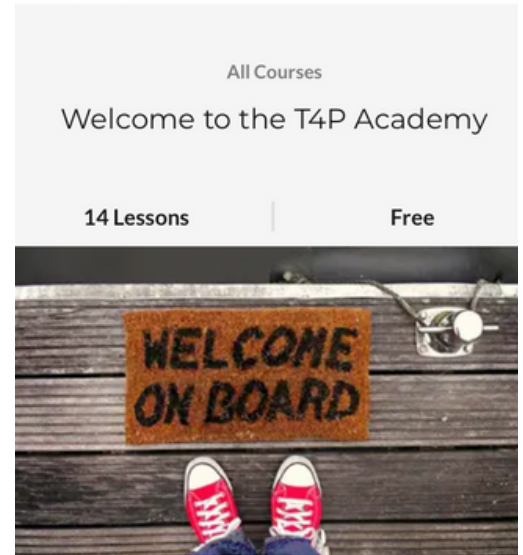 All Courses
Welcome to the T4P Academy
14 Lessons
Free
WELCOME
ON BOARD